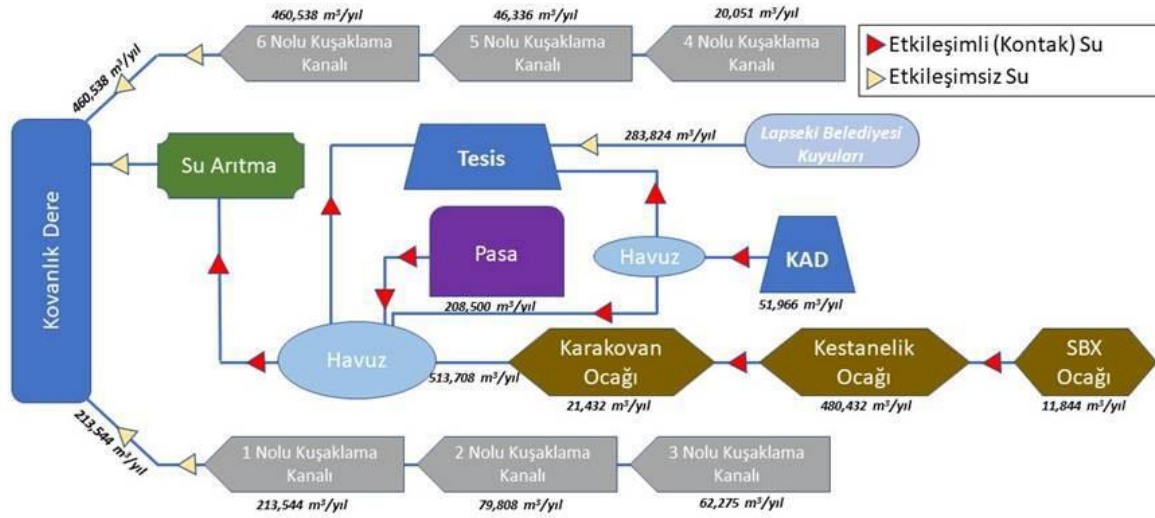 460,538 m³/yıl
46,336 m³/yıl
20,051 m³/yıl
6 Nolu Kuşaklama
Kanalı
5 Nolu Kuşaklama
Kanalı
4 Nolu Kuşaklama
Kanalı
Etkileşimli (Kontak) Su
Etkileşimsiz Su
460,538 m³/yıl
283,824 m³/yıl
Lapseki Belediyesi
Kuyuları
Tesis
Su Arıtma
Kovanlık Dere
Pasa
Havuz
KAD
208,500 m³/yıl
51,966 m³/yıl
Havuz
513,708 m³/yıl
Karakovan
Ocağı
Kestanelik
Ocağı
SBX
Ocağı
21,432 m³/yıl
480,432 m³/yıl
11,844 m³/yıl
213,544 m³/yıl
1 Nolu Kuşaklama
Kanalı
2 Nolu Kuşaklama
Kanalı
3 Nolu Kuşaklama
Kanalı
213,544 m³/yıl
79,808 m³/yıl
62,275 m³/yıl